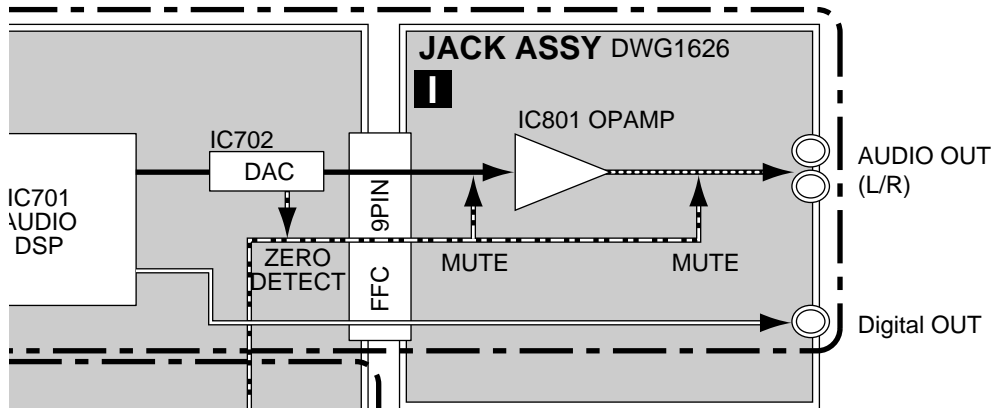 JACK ASSY DWG1626
I
IC801 OPAMP
IC702
DAC
IC701
AUDIO
DSP
AUDIO OUT
(L/R)
FFC 9PIN
ZERO
DETECT
MUTE
MUTE
Digital OUT